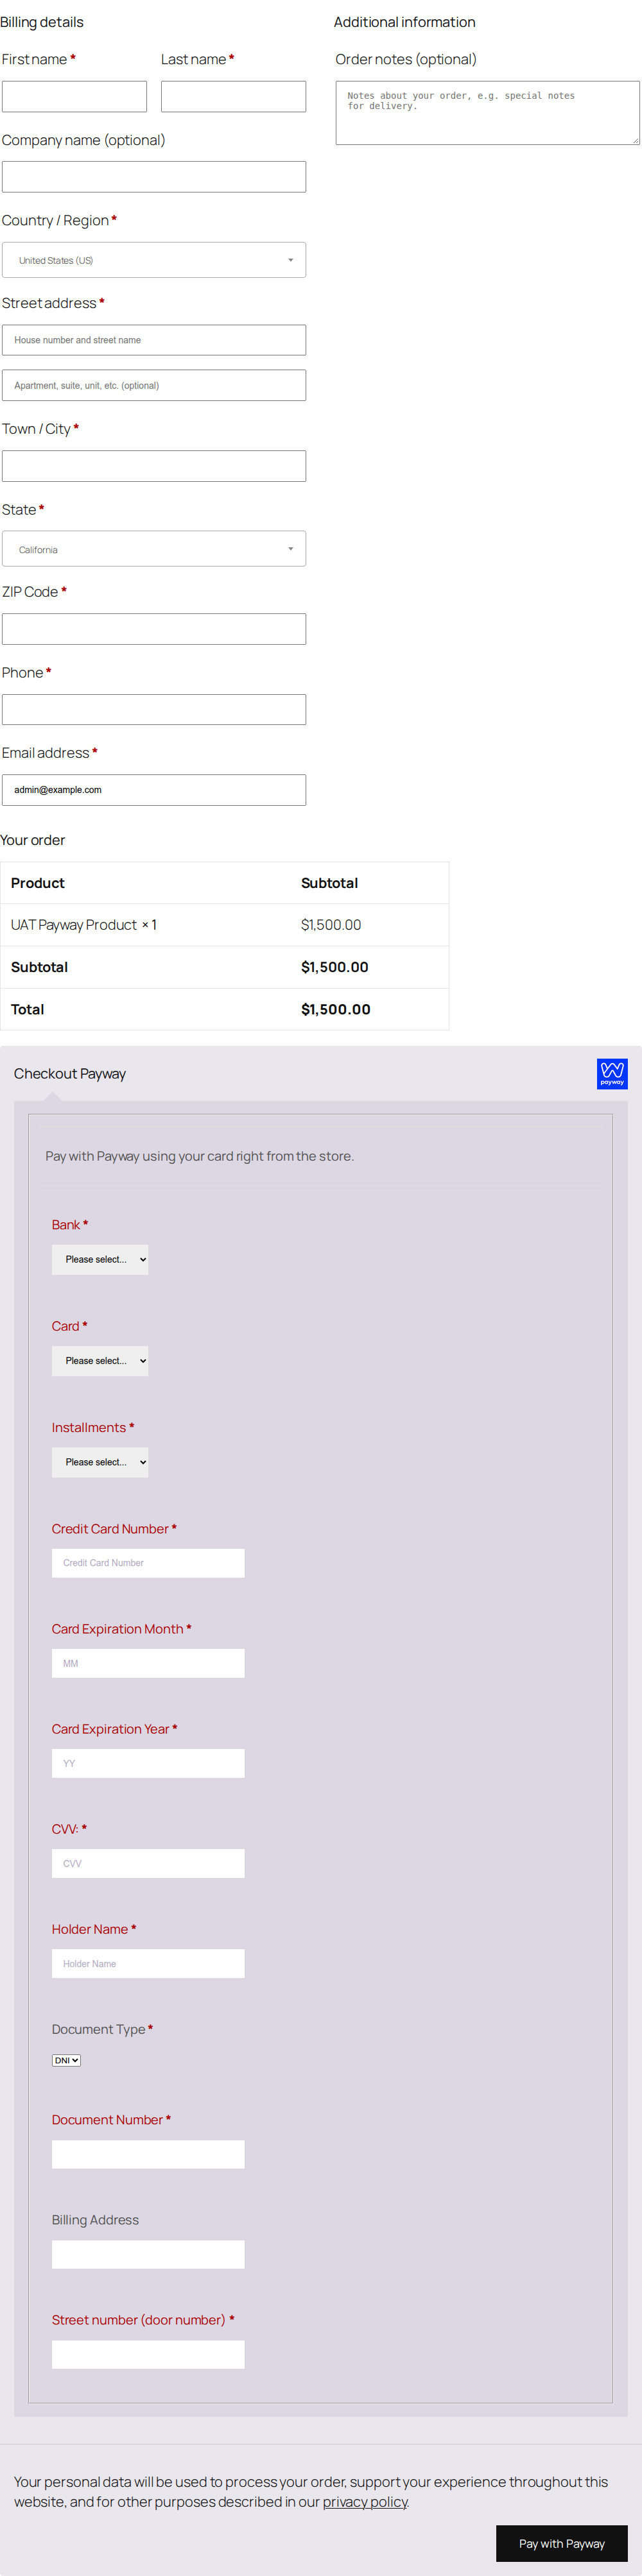 Billing details
First name *
Last name *
Company name (optional)
Country / Region *
United States (US)
Street address *
House number and street name
Apartment, suite, unit, etc. (optional)
Town / City *
State *
California
ZIP Code *
Phone *
Email address *
admin@example.com
Additional information
Order notes (optional)
Notes about your order, e.g. special notes
for delivery.
Your order
Product Subtotal
UAT Payway Product × 1 $1,500.00
Subtotal $1,500.00
Total $1,500.00
Checkout Payway
payway
Pay with Payway using your card right from the store.
Bank *
Please select...
Card *
Please select...
Installments *
Please select...
Credit Card Number *
Credit Card Number
Card Expiration Month *
MM
Card Expiration Year *
YY
CVV: *
CVV
Holder Name *
Holder Name
Document Type *
DNI
Document Number *
Billing Address
Street number (door number) *
Your personal data will be used to process your order, support your experience throughout this
website, and for other purposes described in our privacy policy.
Pay with Payway